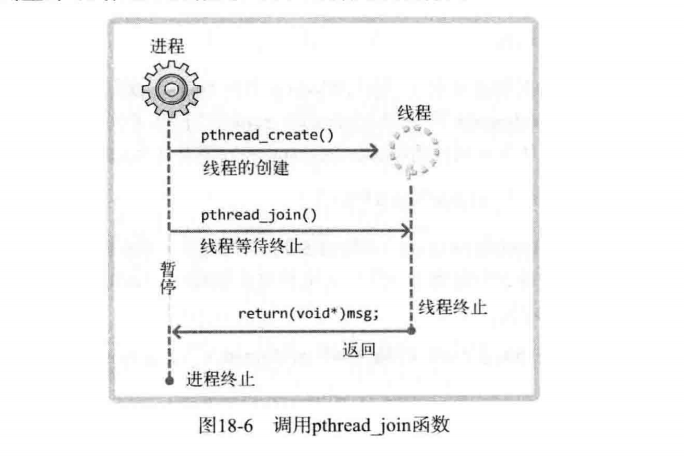 进程
线程
pthread_create()
线程的创建
pthread_join()
线程等待终止
暂停
return(void*)msg;
线程终止
返回
进程终止
图18-6 调用pthread_join函数